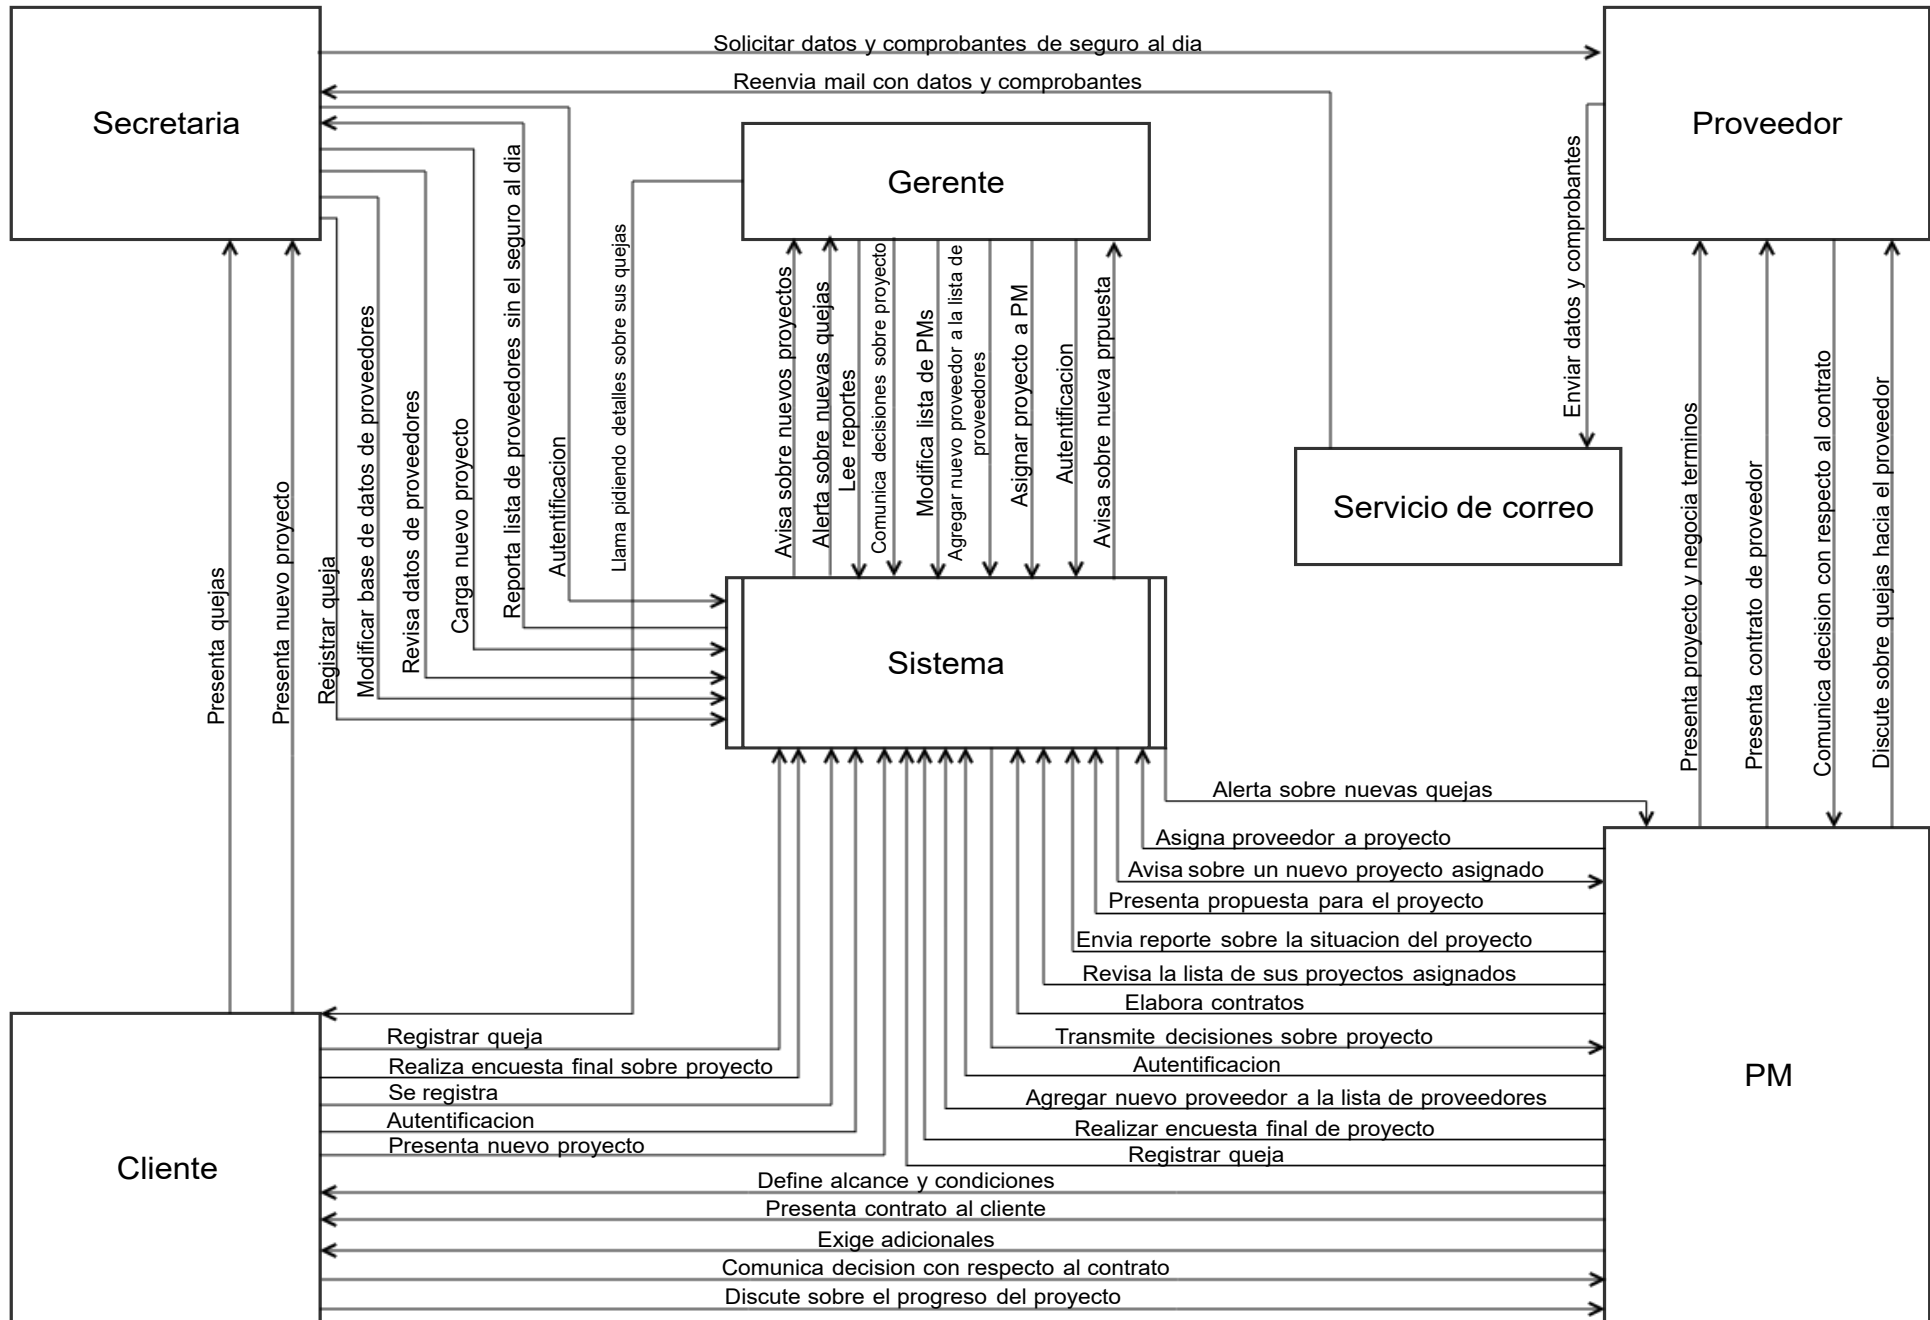 Solicitar datos y comprobantes de seguro al dia
Reenvia mail con datos y comprobantes
Secretaria
Gerente
Proveedor
Servicio de correo
Enviar datos y comprobantes
Presenta quejas
Presenta nuevo proyecto
Registrar queja
Modificar base de datos de proveedores
Revisa datos de proveedores
Carga nuevo proyecto
Reporta lista de proveedores sin el seguro al dia
Autentificacion
Llama pidiendo detalles sobre sus quejas
Avisa sobre nuevos proyectos
Alerta sobre nuevas quejas
Lee reportes
Comunica decisiones sobre proyecto
Modifica lista de PMs
Agregar nuevo proveedor a la lista de
proveedores
Asignar proyecto a PM
Autentificacion
Avisa sobre nueva prpuesta
Presenta proyecto y negocia terminos
Presenta contrato de proveedor
Comunica decision con respecto al contrato
Discute sobre quejas hacia el proveedor
Sistema
Alerta sobre nuevas quejas
Asigna proveedor a proyecto
Avisa sobre un nuevo proyecto asignado
Presenta propuesta para el proyecto
Envia reporte sobre la situacion del proyecto
Revisa la lista de sus proyectos asignados
Elabora contratos
Transmite decisiones sobre proyecto
Autentificacion
Agregar nuevo proveedor a la lista de proveedores
Realizar encuesta final de proyecto
Registrar queja
PM
Registrar queja
Realiza encuesta final sobre proyecto
Se registra
Autentificacion
Presenta nuevo proyecto
Cliente
Define alcance y condiciones
Presenta contrato al cliente
Exige adicionales
Comunica decision con respecto al contrato
Discute sobre el progreso del proyecto